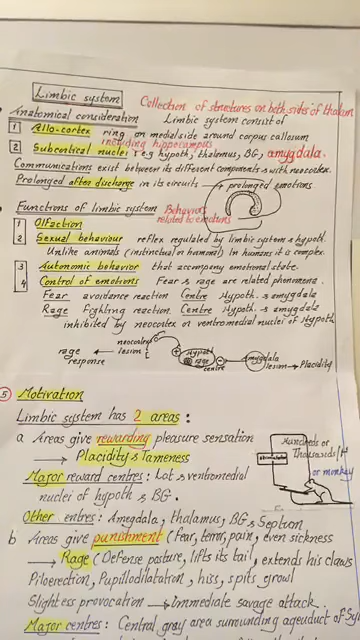 Limbic system
Collection of structures on both sides of thalam
Anatomical consideration Limbic system consist of
1 Allo-cortex ring on medial side around corpus callosum
including hippocampus
2 Subcortical nuclei e.g hypoth, thalamus, BG, amygdala.
Communications exist between its different components & with neocortex.
Prolonged after discharge in its circuits → prolonged emotions
Functions of limbic system Behaviors
related to emotions
1 Olfaction
2 Sexual behaviour reflex regulated by limbic system & hypoth.
Unlike animals (instinctual or hormonal) In humans it is complex.
3 Autonomic behavior that accompany emotional state.
4 Control of emotions Fear & rage are related phenomena.
Fear avoidance reaction Centre Hypoth. & amygdala
Rage Fighting reaction Centre Hypoth. & amygdala
inhibited by neocortex or ventromedial nuclei of Hypoth
neocortex
rage ← lesion
response
+ Hypoth rage centre - Amygdala
lesion → Placidity
5 Motivation
Limbic system has 2 areas:
a Areas give rewarding pleasure sensation
→ Placidity & Tameness
Hundreds or
thousands/H
or monkey
Major reward centres: Lat & ventromedial
nuclei of hypoth & BG.
Other entres: Amegdala, thalamus, BG & Septum
b Areas give punishment (Fear, terror, pain, even sickness
→ Rage (Defense posture, lifts its tail, extends his claws
Piloerection, Pupillodilatation, hiss, spits growl
Slightess provocation → Immediate savage attack.
Major centres: Central gray area surrounding aqueduct of